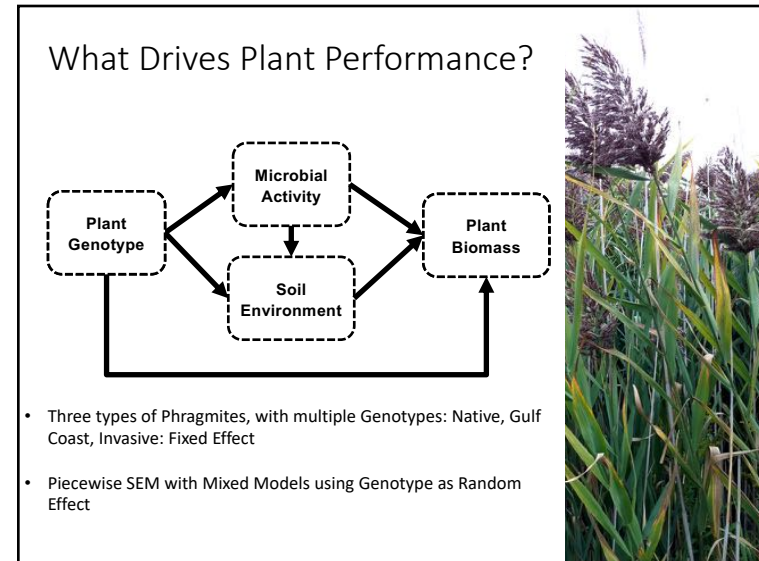 What Drives Plant Performance?
Microbial
Activity
Plant
Genotype
Plant
Biomass
Soil
Environment
• Three types of Phragmites, with multiple Genotypes: Native, Gulf
Coast, Invasive: Fixed Effect
• Piecewise SEM with Mixed Models using Genotype as Random
Effect